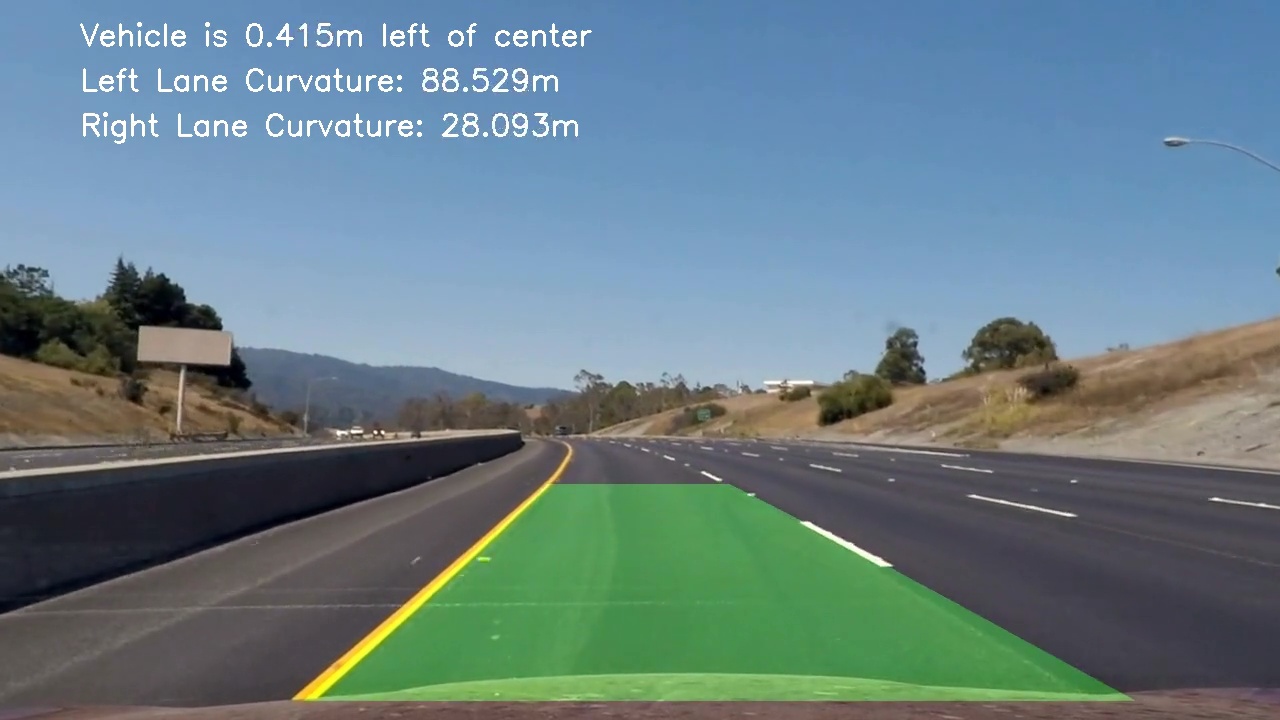 Vehicle is 0.415m left of center
Left Lane Curvature: 88.529m
Right Lane Curvature: 28.093m